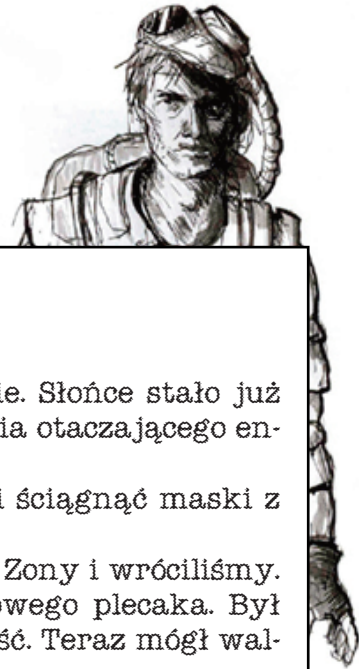 ie. Słońce stało już
ia otaczającego en-
i ściągnąć maski z
Zony i wróciliśmy.
owego plecaka. Był
ść. Teraz mógł wal-